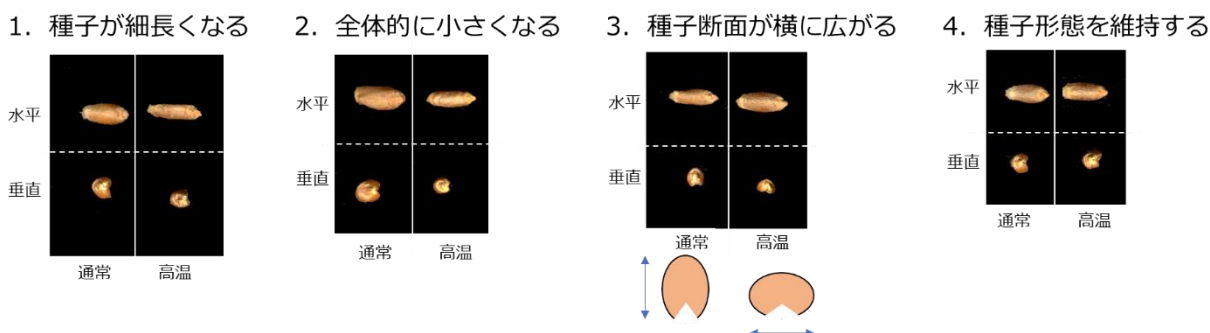 1. 種子が細長くなる
水平
垂直
通常 高温
2. 全体的に小さくなる
水平
垂直
通常 高温
3. 種子断面が横に広がる
水平
垂直
通常 高温
4. 種子形態を維持する
水平
垂直
通常 高温